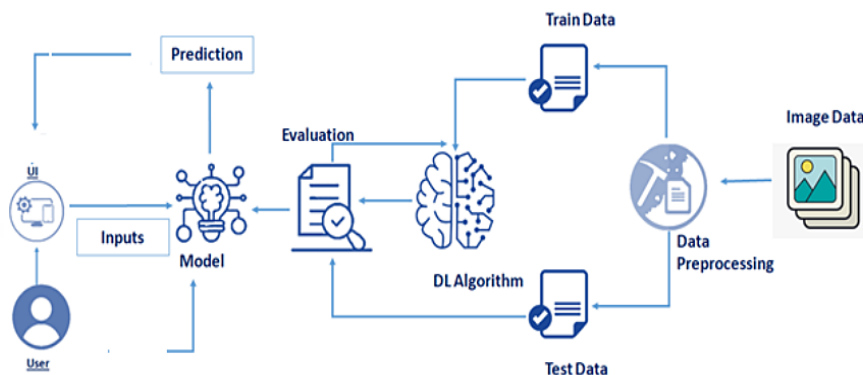 Train Data
Prediction
Image Data
Evaluation
UI
Inputs
Model
Data
Preprocessing
DL Algorithm
User
Test Data